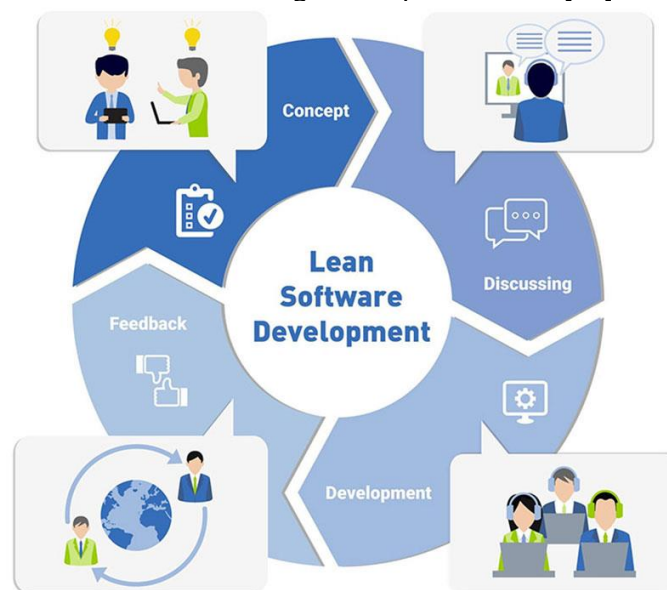 Concept
Discussing
Lean
Software
Development
Feedback
Development